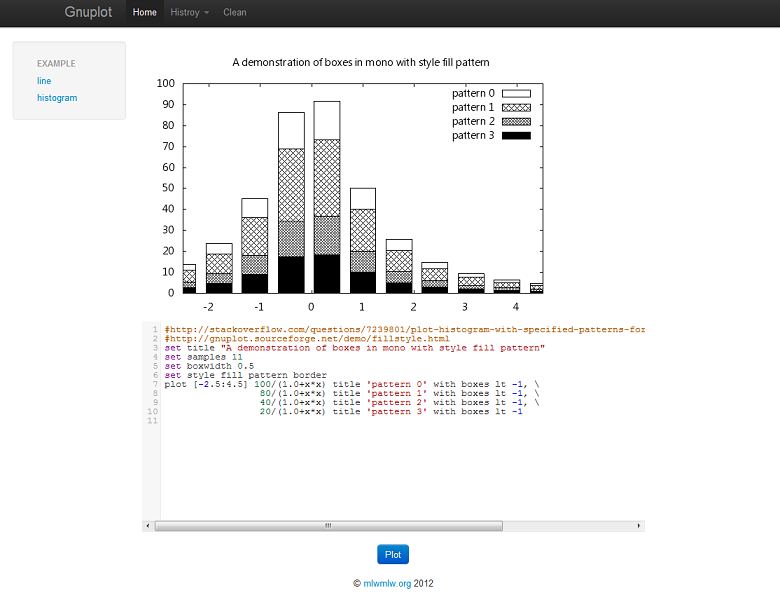 Gnuplot Home Histroy Clean
EXAMPLE
line
histogram
A demonstration of boxes in mono with style fill pattern
100
90
80
70
60
50
40
30
20
10
0
pattern 0
pattern 1
pattern 2
pattern 3
-2 -1 0 1 2 3 4
1 #http://stackoverflow.com/questions/7239801/plot-histogram-with-specified-patterns-for
2 #http://gnuplot.sourceforge.net/demo/fillstyle.html
3 set title "A demonstration of boxes in mono with style fill pattern"
4 set samples 11
5 set boxwidth 0.5
6 set style fill pattern border
7 plot [-2.5:4.5] 100/(1.0+x*x) title 'pattern 0' with boxes lt -1, \
8 80/(1.0+x*x) title 'pattern 1' with boxes lt -1, \
9 40/(1.0+x*x) title 'pattern 2' with boxes lt -1, \
10 20/(1.0+x*x) title 'pattern 3' with boxes lt -1
11
Plot
© mlwmlw.org 2012